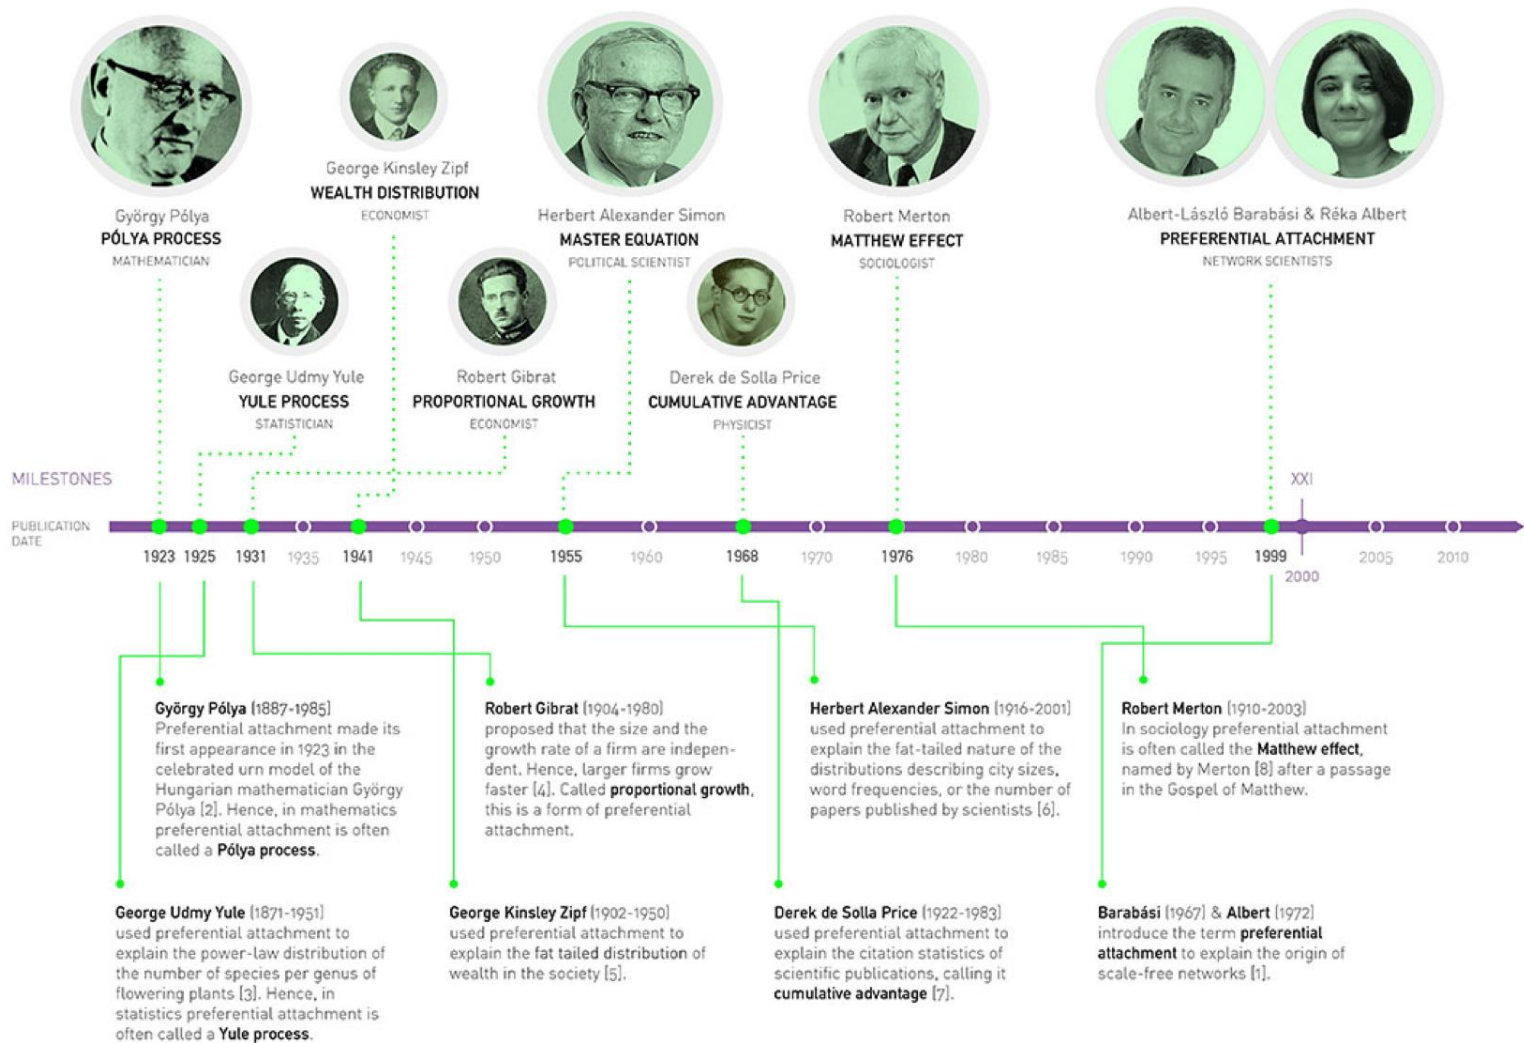 György Pólya
PÓLYA PROCESS
MATHEMATICIAN
George Kinsley Zipf
WEALTH DISTRIBUTION
ECONOMIST
Herbert Alexander Simon
MASTER EQUATION
POLITICAL SCIENTIST
Robert Merton
MATTHEW EFFECT
SOCIOLOGIST
Albert-László Barabási & Réka Albert
PREFERENTIAL ATTACHMENT
NETWORK SCIENTISTS
George Udmy Yule
YULE PROCESS
STATISTICIAN
Robert Gibrat
PROPORTIONAL GROWTH
ECONOMIST
Derek de Solla Price
CUMULATIVE ADVANTAGE
PHYSICIST
MILESTONES
XXI
PUBLICATION
DATE
1923 1925 1931 1935 1941 1945 1950 1955 1960 1968 1970 1976 1980 1985 1990 1995 1999 2005 2010
2000
György Pólya (1887-1985)
Preferential attachment made its
first appearance in 1923 in the
celebrated urn model of the
Hungarian mathematician György
Pólya [2]. Hence, in mathematics
preferential attachment is often
called a Pólya process.
Robert Gibrat (1904-1980)
proposed that the size and the
growth rate of a firm are indepen-
dent. Hence, larger firms grow
faster [4]. Called proportional growth,
this is a form of preferential
attachment.
Herbert Alexander Simon (1916-2001)
used preferential attachment to
explain the fat-tailed nature of the
distributions describing city sizes,
word frequencies, or the number of
papers published by scientists [6].
Robert Merton (1910-2003)
In sociology preferential attachment
is often called the Matthew effect,
named by Merton [8] after a passage
in the Gospel of Matthew.
George Udmy Yule (1871-1951)
used preferential attachment to
explain the power-law distribution of
the number of species per genus of
flowering plants [3]. Hence, in
statistics preferential attachment is
often called a Yule process.
George Kinsley Zipf (1902-1950)
used preferential attachment to
explain the fat tailed distribution of
wealth in the society [5].
Derek de Solla Price (1922-1983)
used preferential attachment to
explain the citation statistics of
scientific publications, calling it
cumulative advantage [7].
Barabási (1967) & Albert (1972)
introduce the term preferential
attachment to explain the origin of
scale-free networks [1].